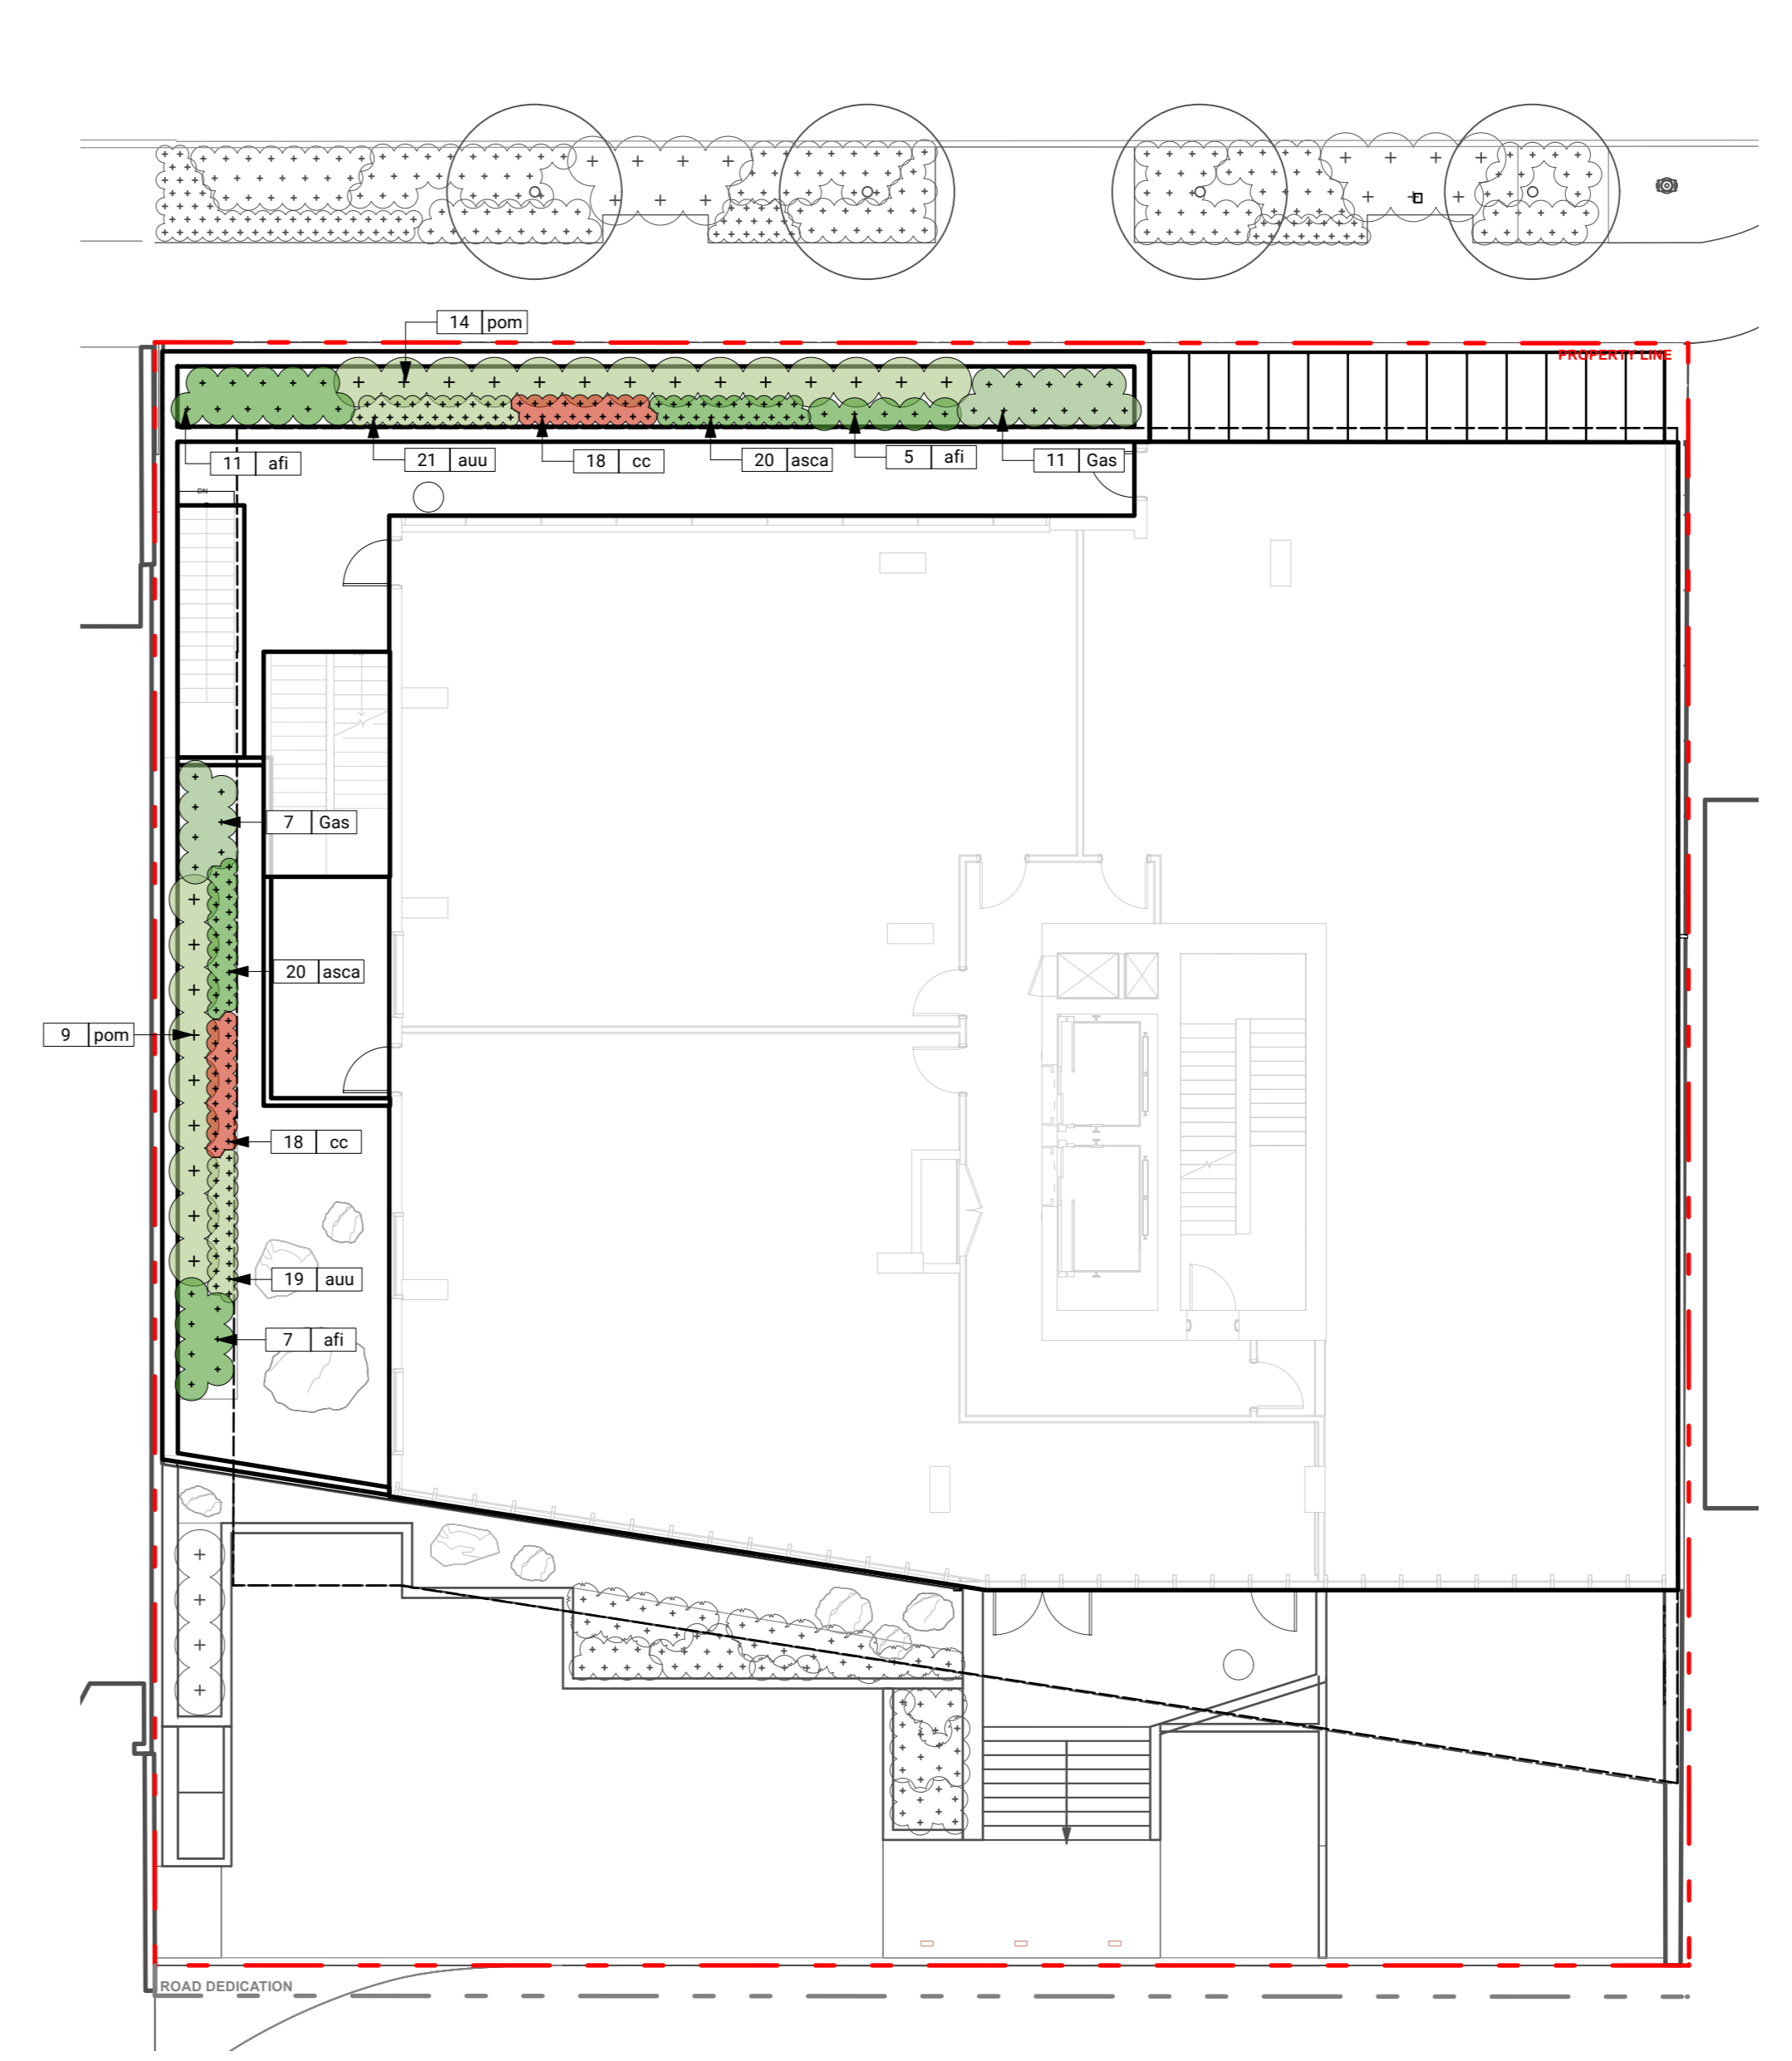 14 pom
PROPERTY LINE
11 afi
21 auu
18 cc
20 asca
5 afi
11 Gas
DN
7 Gas
20 asca
9 pom
18 cc
19 auu
7 afi
ROAD DEDICATION